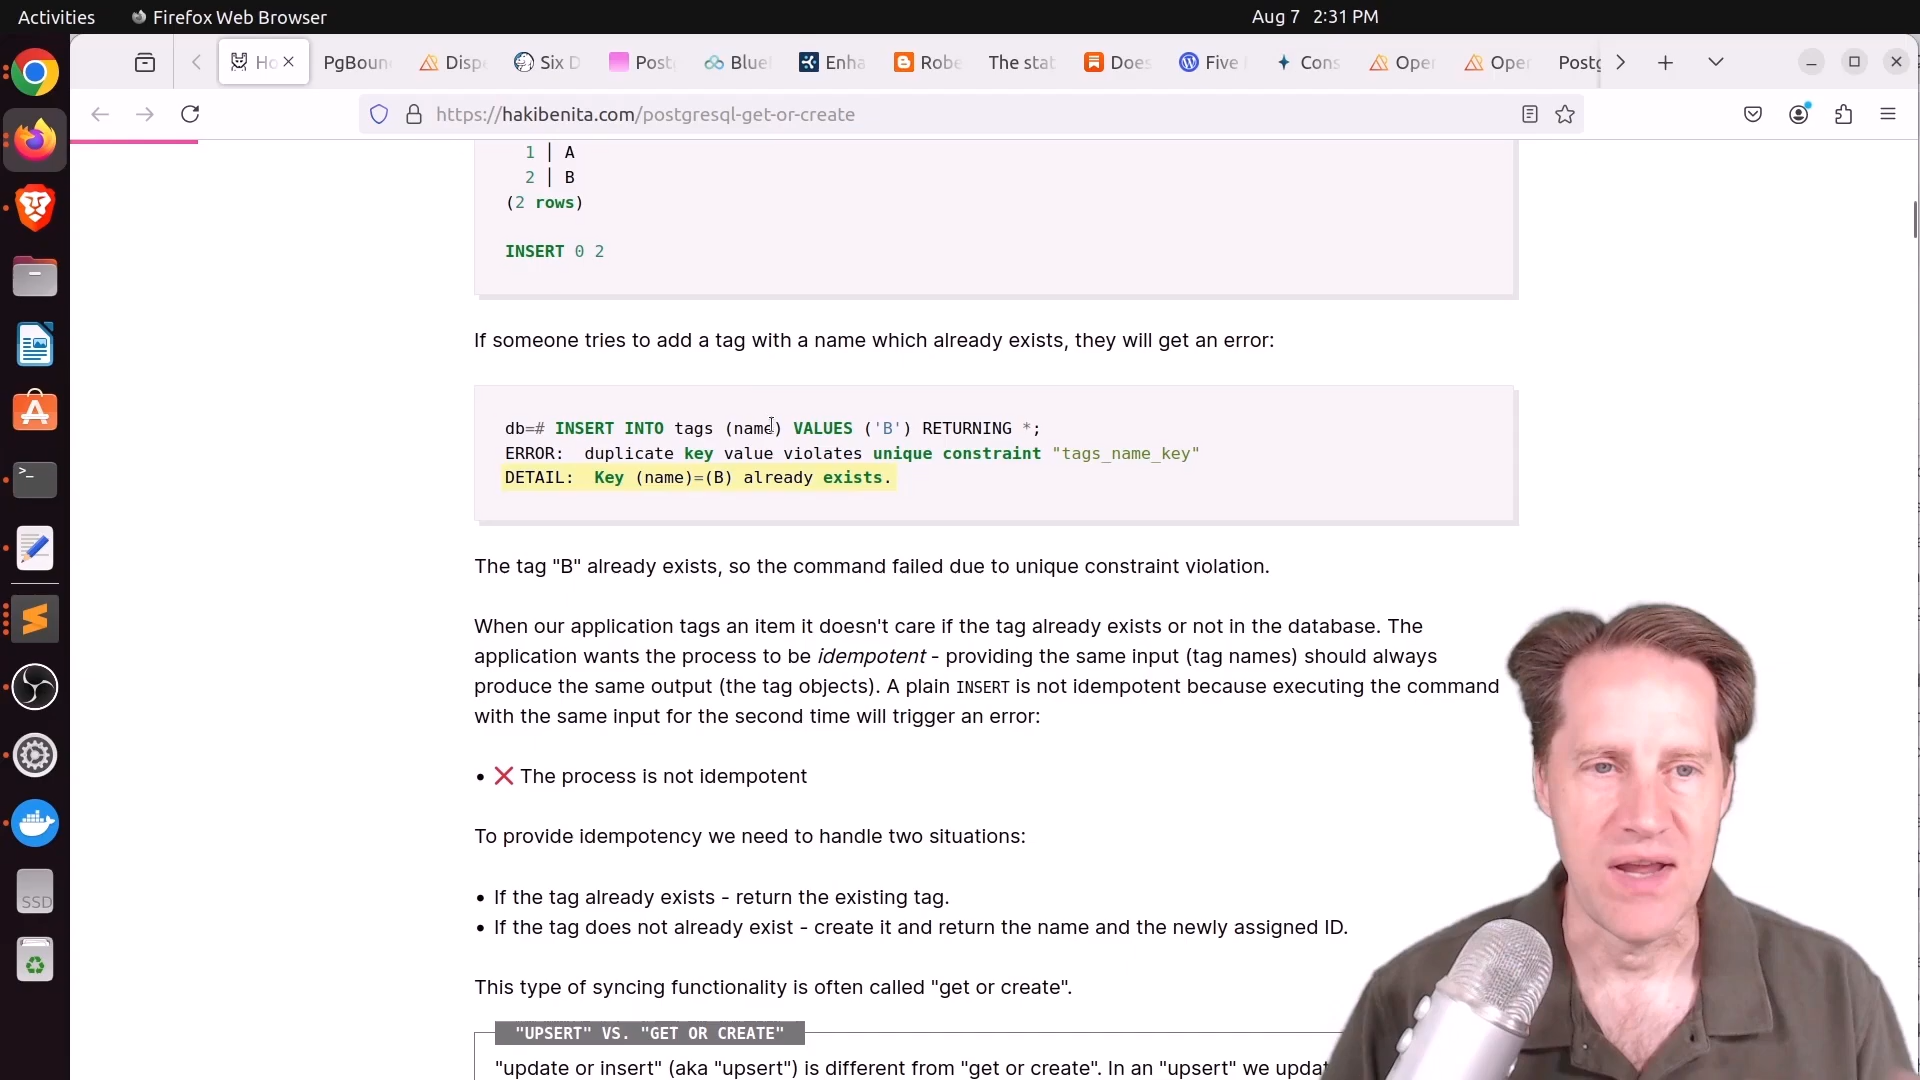 Activities
Firefox Web Browser
Aug 7 2:31 PM
Ho
PgBoun
Disp
Six D
Post
Blue
Enha
Robe
The stat
Does
Five
Cons
Oper
Oper
Postg
https://hakibenita.com/postgresql-get-or-create
1 | A
2 | B
(2 rows)
INSERT 0 2
If someone tries to add a tag with a name which already exists, they will get an error:
db=# INSERT INTO tags (name) VALUES ('B') RETURNING *;
ERROR: duplicate key value violates unique constraint "tags_name_key"
DETAIL: Key (name)=(B) already exists.
The tag "B" already exists, so the command failed due to unique constraint violation.
When our application tags an item it doesn't care if the tag already exists or not in the database. The
application wants the process to be idempotent - providing the same input (tag names) should always
produce the same output (the tag objects). A plain INSERT is not idempotent because executing the command
with the same input for the second time will trigger an error:
• ❌ The process is not idempotent
To provide idempotency we need to handle two situations:
• If the tag already exists - return the existing tag.
• If the tag does not already exist - create it and return the name and the newly assigned ID.
This type of syncing functionality is often called "get or create".
"UPSERT" VS. "GET OR CREATE"
"update or insert" (aka "upsert") is different from "get or create". In an "upsert" we updat
SSD